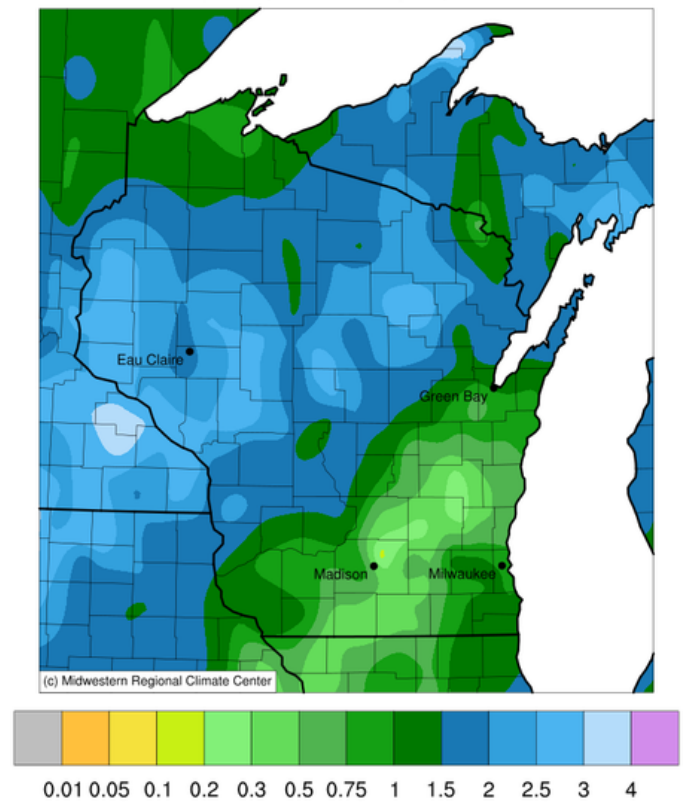 Eau Claire
Green Bay
Madison
Milwaukee
(c) Midwestern Regional Climate Center
0.01 0.05 0.1 0.2 0.3 0.5 0.75 1 1.5 2 2.5 3 4